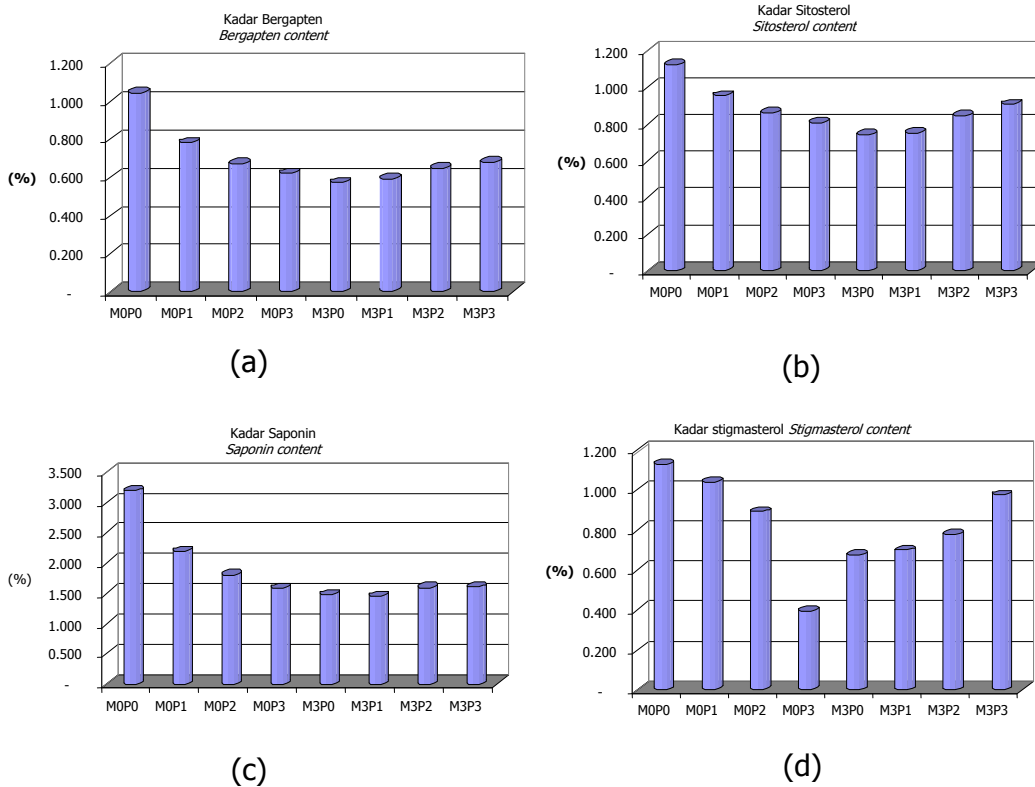 Kadar Bergapten
Bergapten content
1.200
1.000
0.800
0.600
0.400
0.200
-
(%)
M0P0 M0P1 M0P2 M0P3 M3P0 M3P1 M3P2 M3P3
(a)
Kadar Sitosterol
Sitosterol content
1.200
1.000
0.800
0.600
0.400
0.200
-
(%)
M0P0 M0P1 M0P2 M0P3 M3P0 M3P1 M3P2 M3P3
(b)
Kadar Saponin
Saponin content
3.500
3.000
2.500
2.000
1.500
1.000
0.500
-
(%)
M0P0 M0P1 M0P2 M0P3 M3P0 M3P1 M3P2 M3P3
(c)
Kadar stigmasterol Stigmasterol content
1.200
1.000
0.800
0.600
0.400
0.200
-
(%)
M0P0 M0P1 M0P2 M0P3 M3P0 M3P1 M3P2 M3P3
(d)